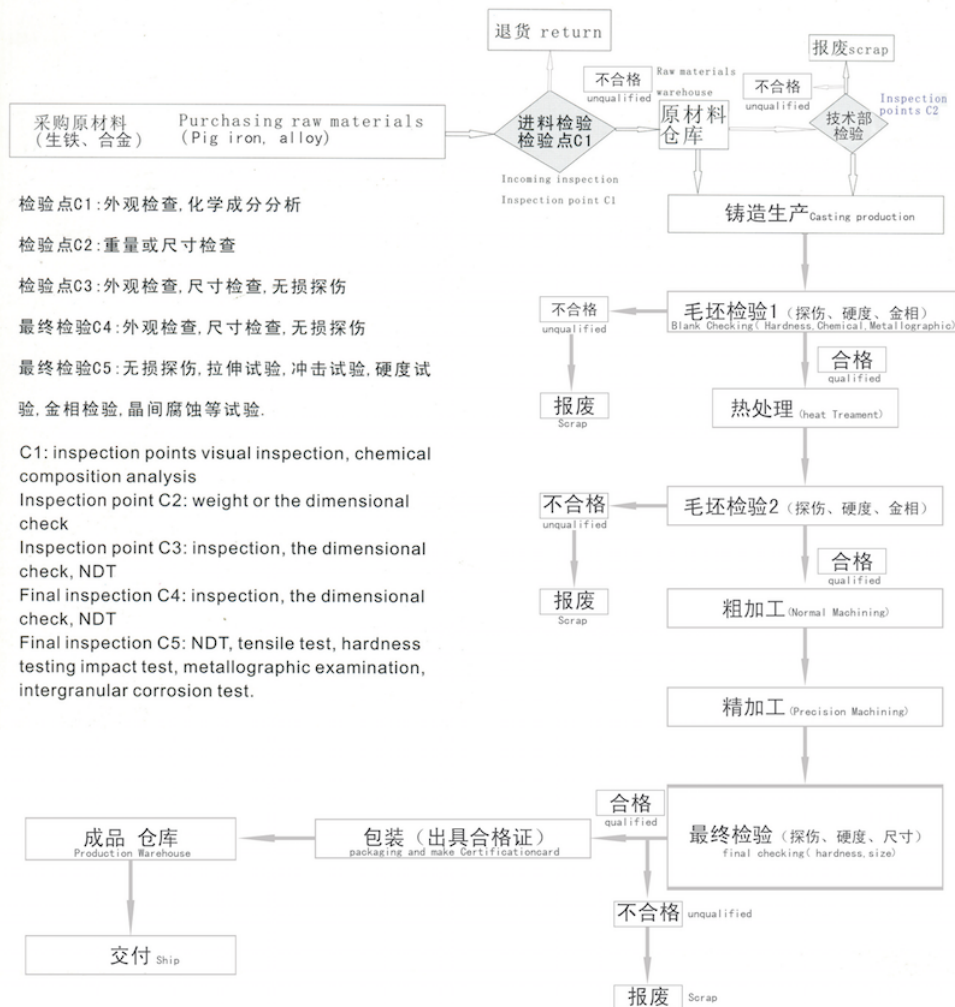 退货 return
报废scrap
不合格
unqualified
Raw materials
warehouse
不合格
unqualified
Inspection
points C2
采购原材料
(生铁、合金)
Purchasing raw materials
(Pig iron, alloy)
进料检验
检验点C1
原材料
仓库
技术部
检验
Incoming inspection
Inspection point C1
检验点C1:外观检查,化学成分分析
检验点C2:重量或尺寸检查
检验点C3:外观检查,尺寸检查,无损探伤
最终检验C4:外观检查,尺寸检查,无损探伤
最终检验C5:无损探伤,拉伸试验,冲击试验,硬度试
验,金相检验,晶间腐蚀等试验.
C1: inspection points visual inspection, chemical
composition analysis
Inspection point C2: weight or the dimensional
check
Inspection point C3: inspection, the dimensional
check, NDT
Final inspection C4: inspection, the dimensional
check, NDT
Final inspection C5: NDT, tensile test, hardness
testing impact test, metallographic examination,
intergranular corrosion test.
铸造生产Casting production
毛坯检验1(探伤、硬度、金相)
Blank Checking( Hardness,Chemical,Metallographic)
不合格
unqualified
报废
Scrap
合格
qualified
热处理(heat Treament)
毛坯检验2(探伤、硬度、金相)
不合格
unqualified
报废
Scrap
合格
qualified
粗加工(Normal Machining)
精加工(Precision Machining)
最终检验(探伤、硬度、尺寸)
final checking( hardness,size)
合格
qualified
包装(出具合格证)
packaging and make Certificationcard
成品 仓库
Production Warehouse
不合格 unqualified
报废 Scrap
交付 Ship